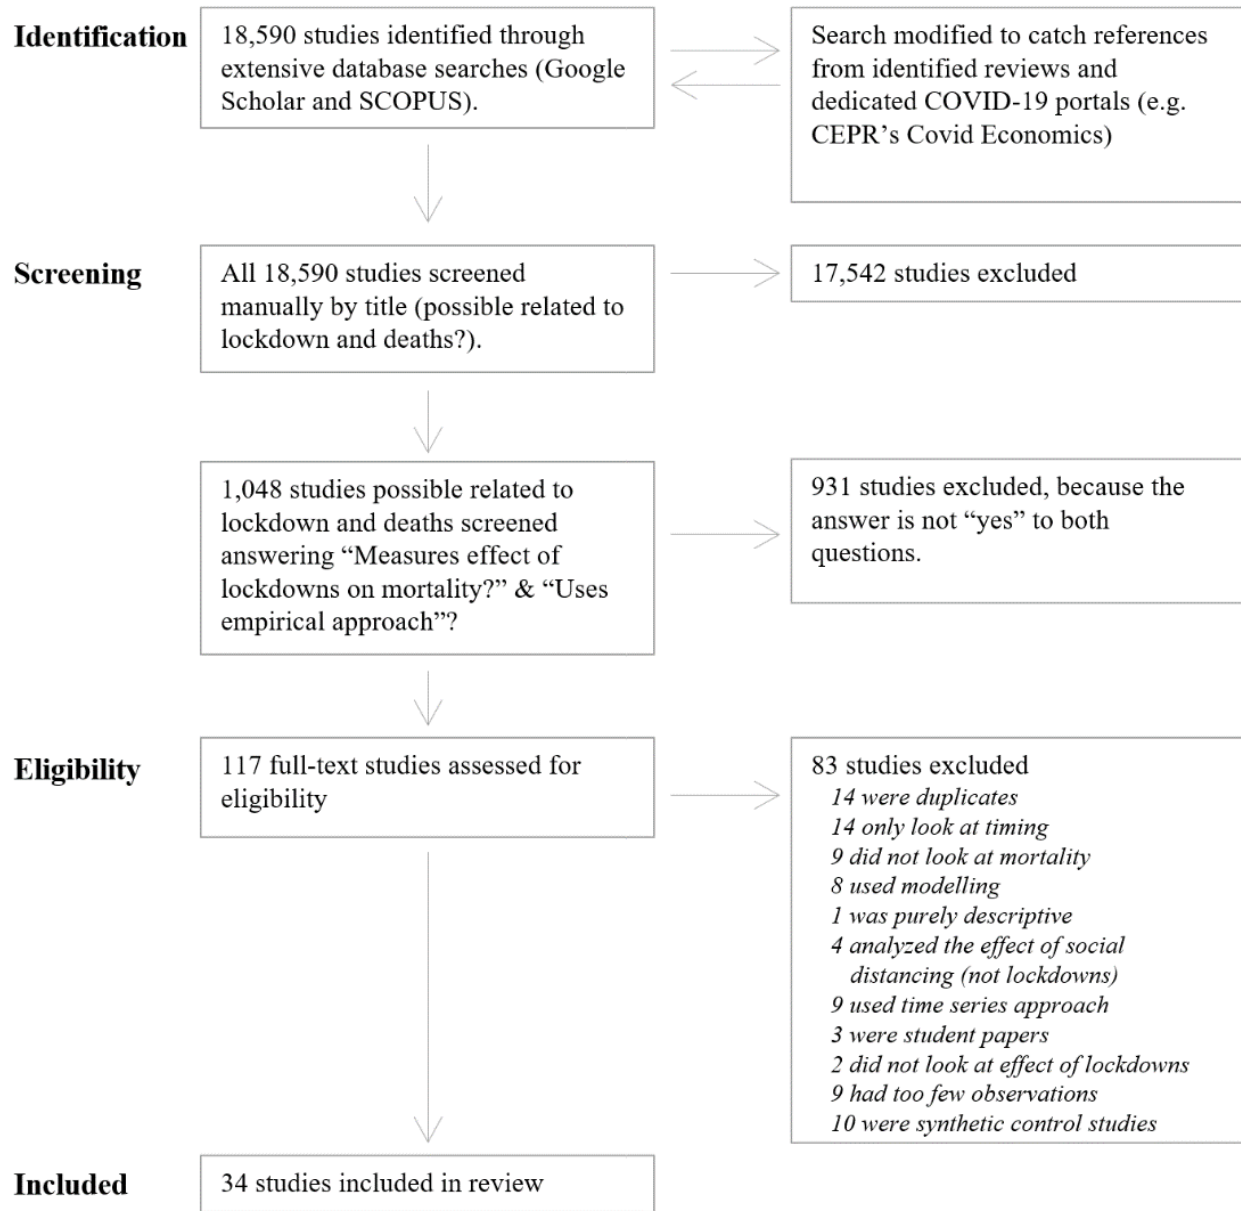 Identification
18,590 studies identified through
extensive database searches (Google
Scholar and SCOPUS).
Search modified to catch references
from identified reviews and
dedicated COVID-19 portals (e.g.
CEPR’s Covid Economics)
Screening
All 18,590 studies screened
manually by title (possible related to
lockdown and deaths?).
17,542 studies excluded
1,048 studies possible related to
lockdown and deaths screened
answering “Measures effect of
lockdowns on mortality?” & “Uses
empirical approach”?
931 studies excluded, because the
answer is not “yes” to both
questions.
Eligibility
117 full-text studies assessed for
eligibility
83 studies excluded
14 were duplicates
14 only look at timing
9 did not look at mortality
8 used modelling
1 was purely descriptive
4 analyzed the effect of social
distancing (not lockdowns)
9 used time series approach
3 were student papers
2 did not look at effect of lockdowns
9 had too few observations
10 were synthetic control studies
Included
34 studies included in review